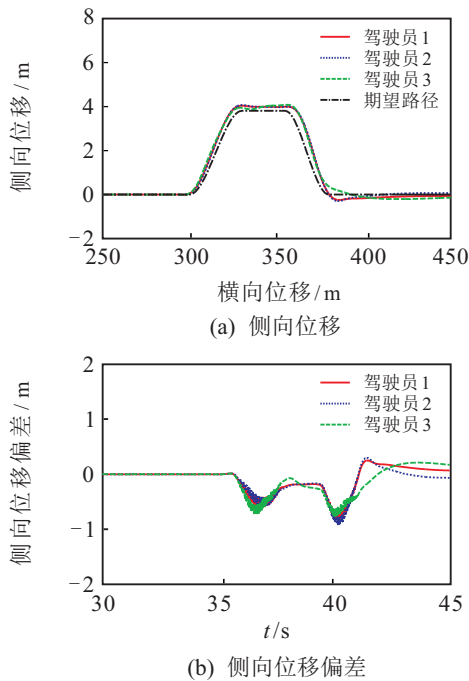 侧向位移/m
8
6
4
2
0
−2
驾驶员1
驾驶员2
驾驶员3
期望路径
250
300
350
400
450
横向位移/m
(a) 侧向位移
侧向位移偏差/m
2
1
0
−1
−2
驾驶员1
驾驶员2
驾驶员3
30
35
40
45
t/s
(b) 侧向位移偏差